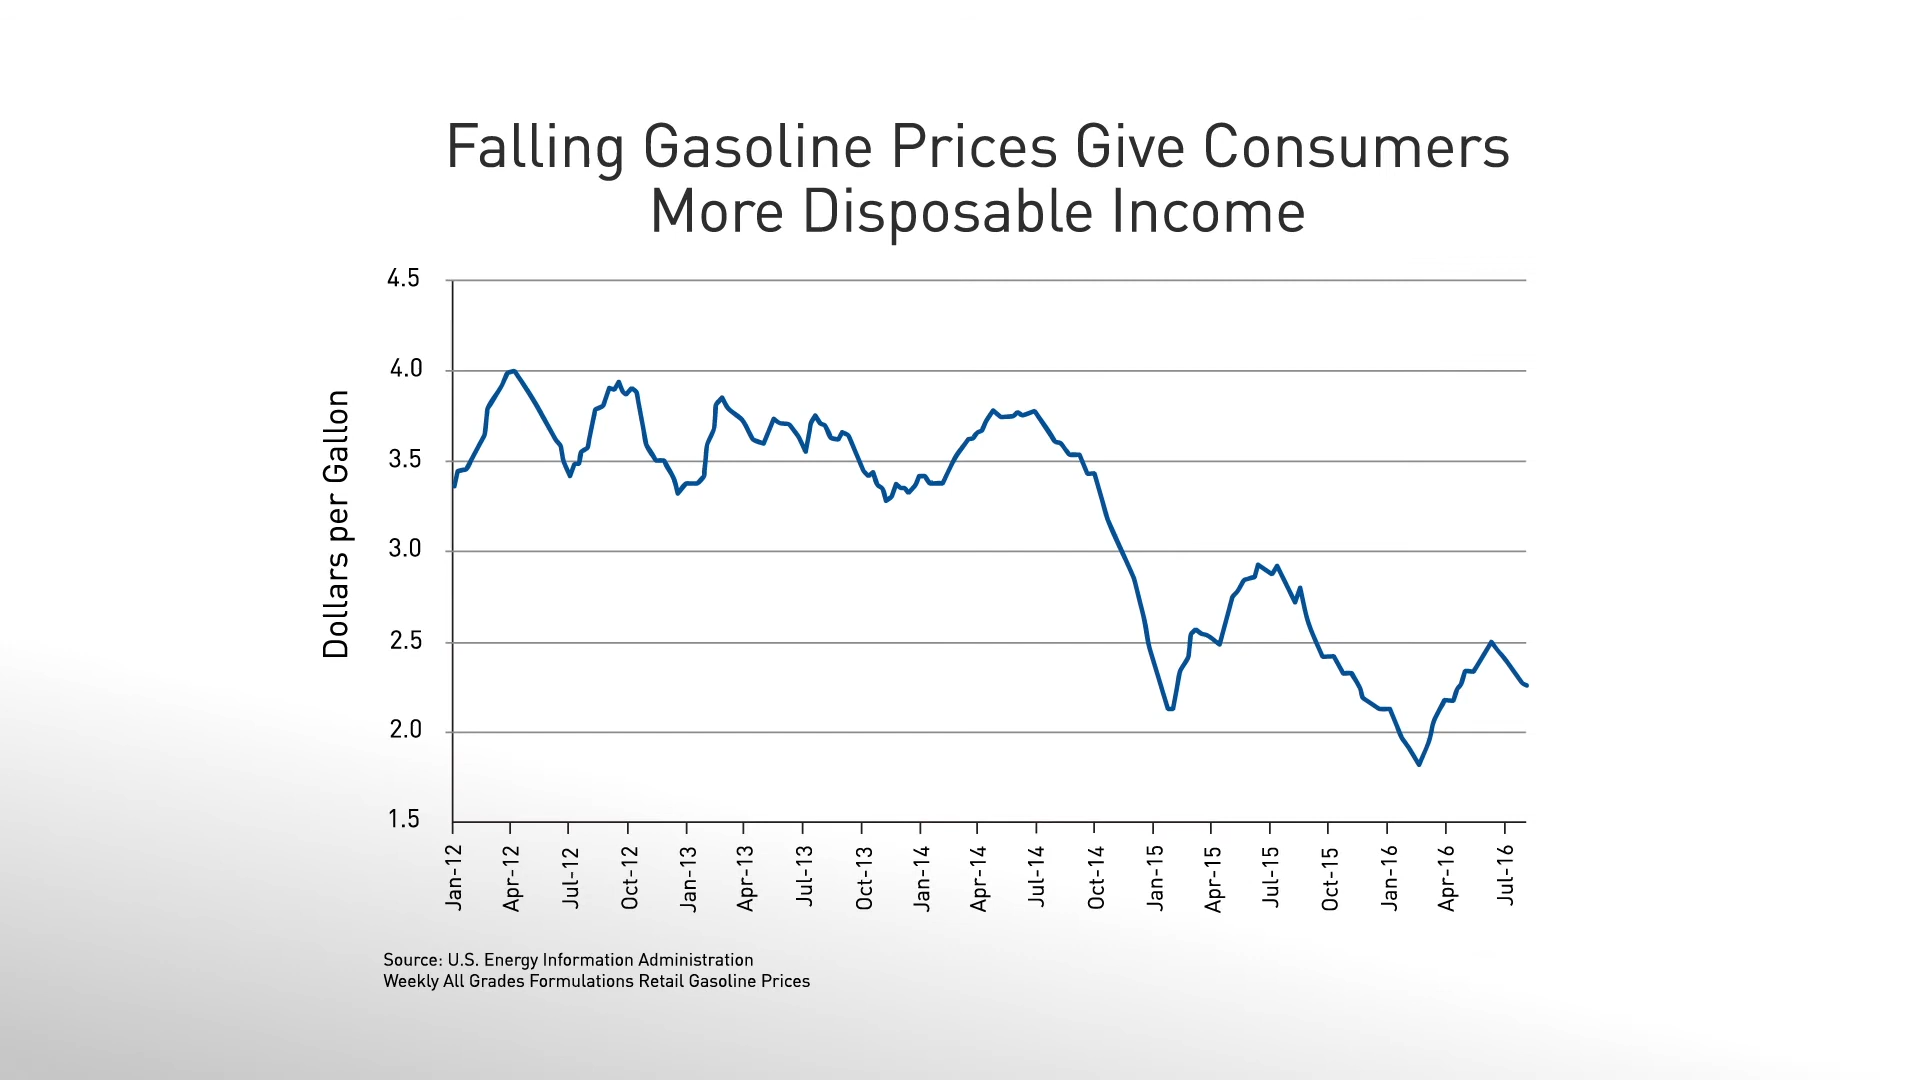 Falling Gasoline Prices Give Consumers
More Disposable Income
Dollars per Gallon
4.5
4.0
3.5
3.0
2.5
2.0
1.5
Jan-12
Apr-12
Jul-12
Oct-12
Jan-13
Apr-13
Jul-13
Oct-13
Jan-14
Apr-14
Jul-14
Oct-14
Jan-15
Apr-15
Jul-15
Oct-15
Jan-16
Apr-16
Jul-16
Source: U.S. Energy Information Administration
Weekly All Grades Formulations Retail Gasoline Prices